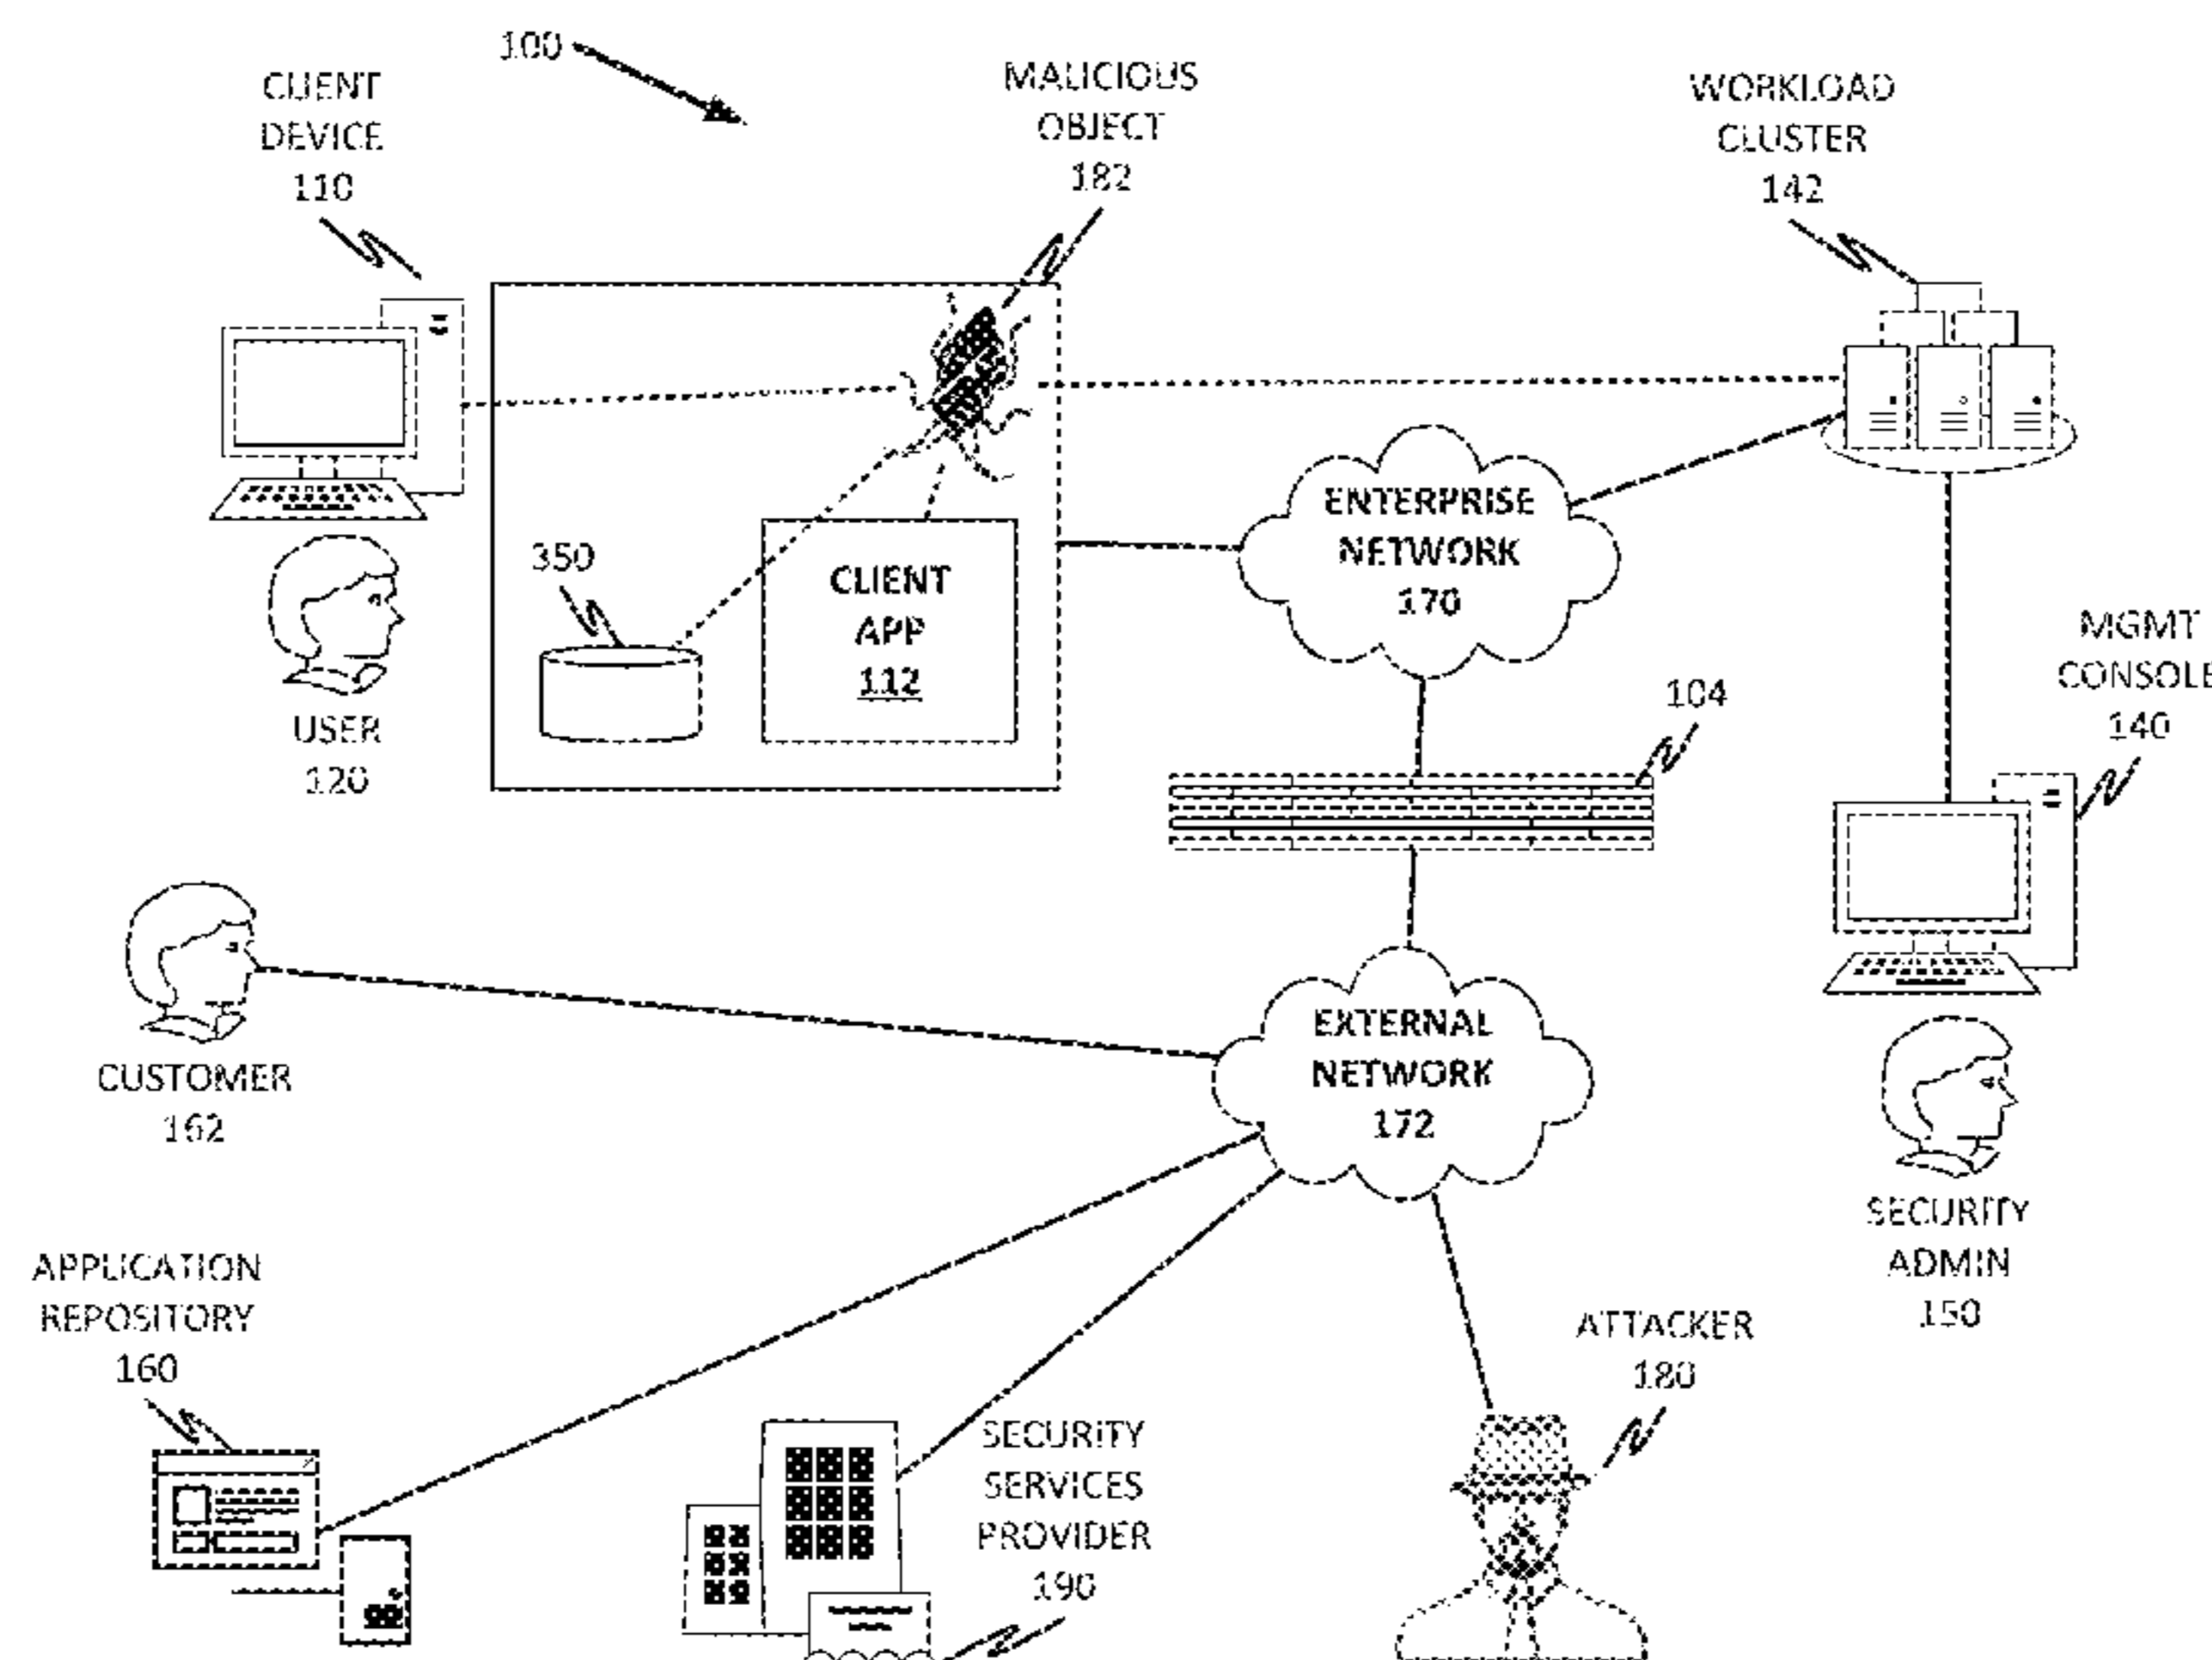 100
CLIENT
DEVICE
110
MALICIOUS
OBJECT
182
WORKLOAD
CLUSTER
142
350
CLIENT
APP
112
ENTERPRISE
NETWORK
170
USER
120
104
MGMT
CONSOLE
140
CUSTOMER
162
EXTERNAL
NETWORK
172
SECURITY
ADMIN
150
APPLICATION
REPOSITORY
160
SECURITY
SERVICES
PROVIDER
190
ATTACKER
180